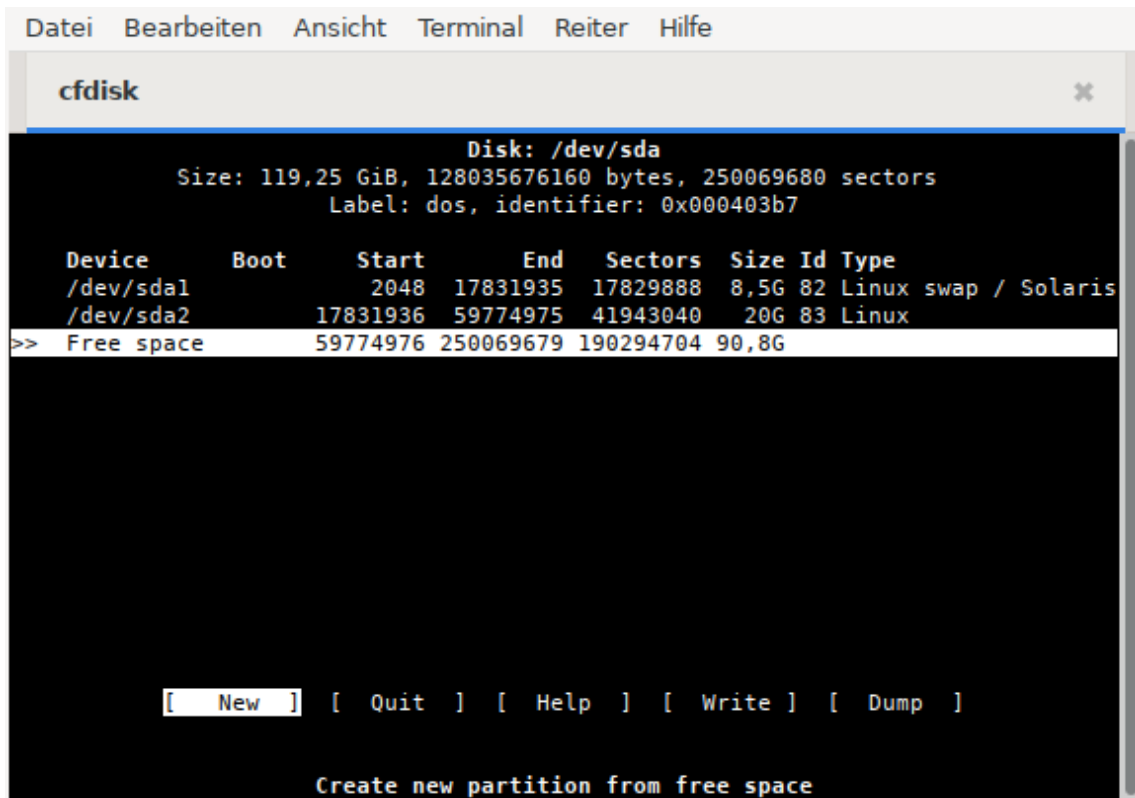 Datei Bearbeiten Ansicht Terminal Reiter Hilfe
cfdisk
Disk: /dev/sda
Size: 119,25 GiB, 128035676160 bytes, 250069680 sectors
Label: dos, identifier: 0x000403b7
Device Boot Start End Sectors Size Id Type
/dev/sda1 2048 17831935 17829888 8,5G 82 Linux swap / Solaris
/dev/sda2 17831936 59774975 41943040 20G 83 Linux
>> Free space 59774976 250069679 190294704 90,8G
[ New ] [ Quit ] [ Help ] [ Write ] [ Dump ]
Create new partition from free space